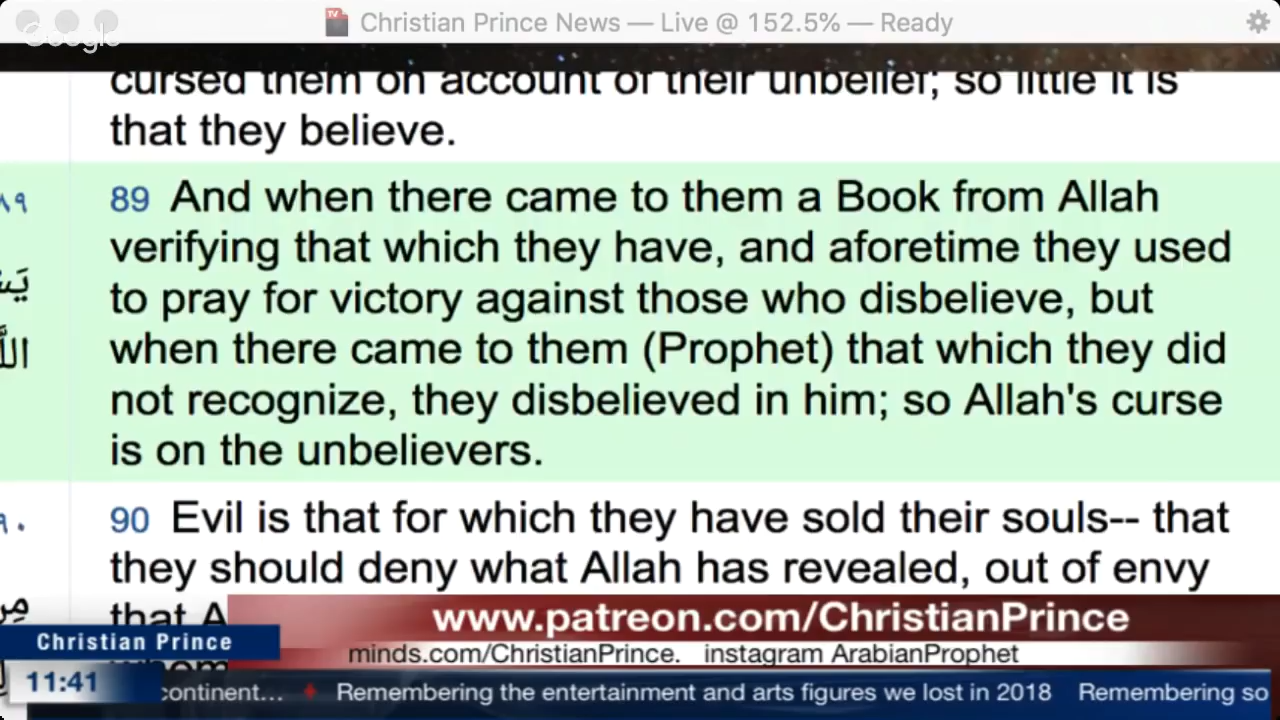 Christian Prince News — Live @ 152.5% — Ready
Google
cursed them on account of their unbelief; so little it is
that they believe.
89 And when there came to them a Book from Allah
verifying that which they have, and aforetime they used
to pray for victory against those who disbelieve, but
when there came to them (Prophet) that which they did
not recognize, they disbelieved in him; so Allah's curse
is on the unbelievers.
90 Evil is that for which they have sold their souls-- that
they should deny what Allah has revealed, out of envy
that A
whom
www.patreon.com/ChristianPrince
Christian Prince
minds.com/ChristianPrince. instagram ArabianProphet
11:41
continent... Remembering the entertainment and arts figures we lost in 2018 Remembering so